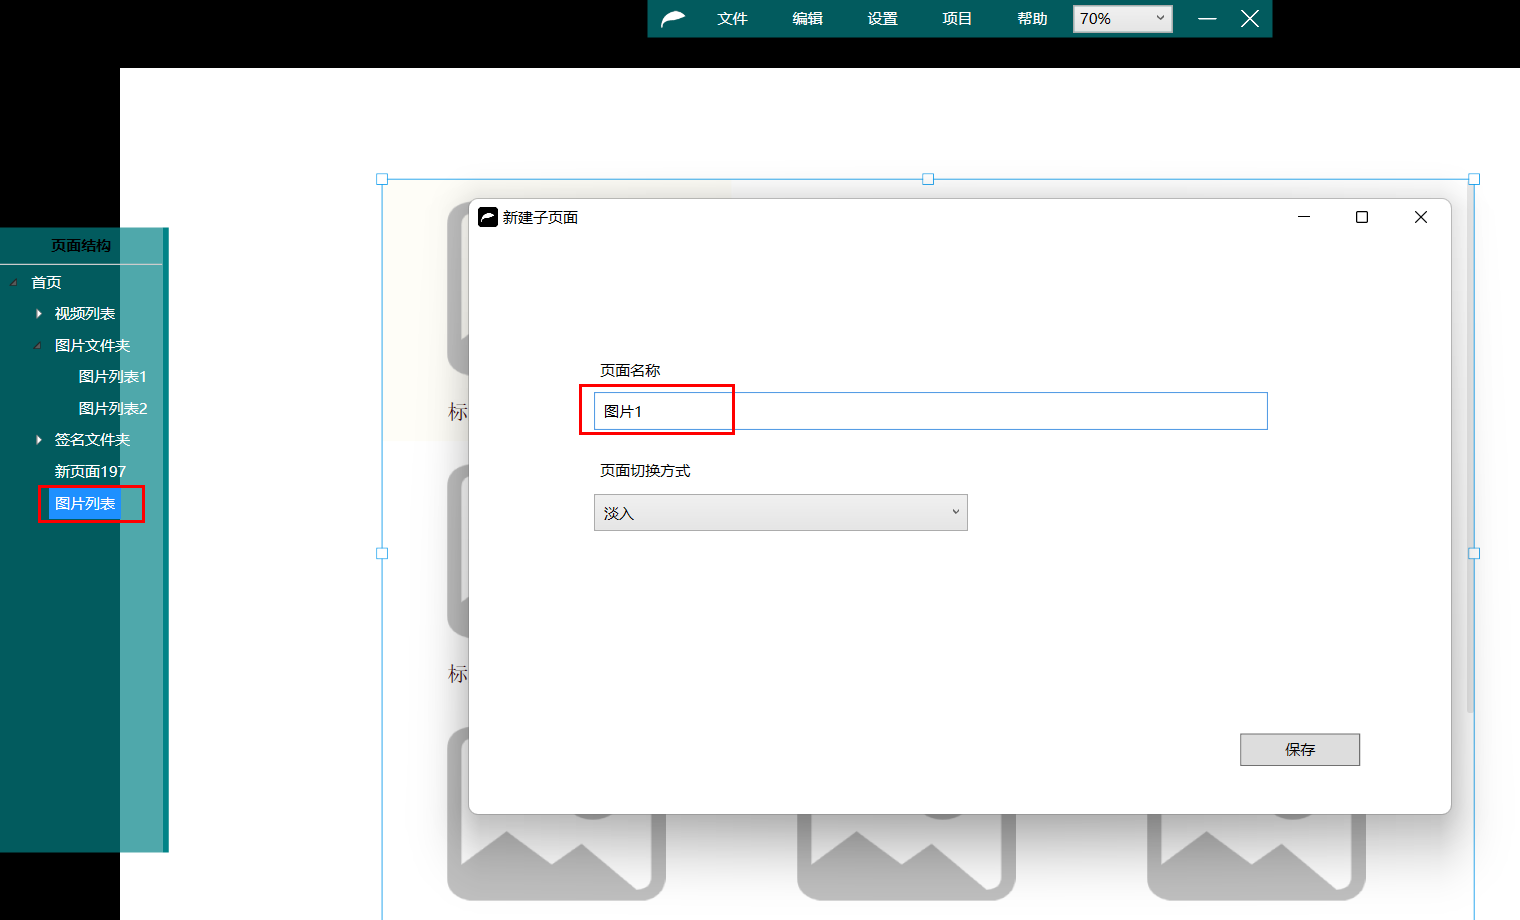 文件 编辑 设置 项目 帮助 70%
新建子页面
页面结构
首页
视频列表
图片文件夹
图片列表1
图片列表2
签名文件夹
新页面197
图片列表
页面名称
图片1
标
页面切换方式
淡入
标
保存